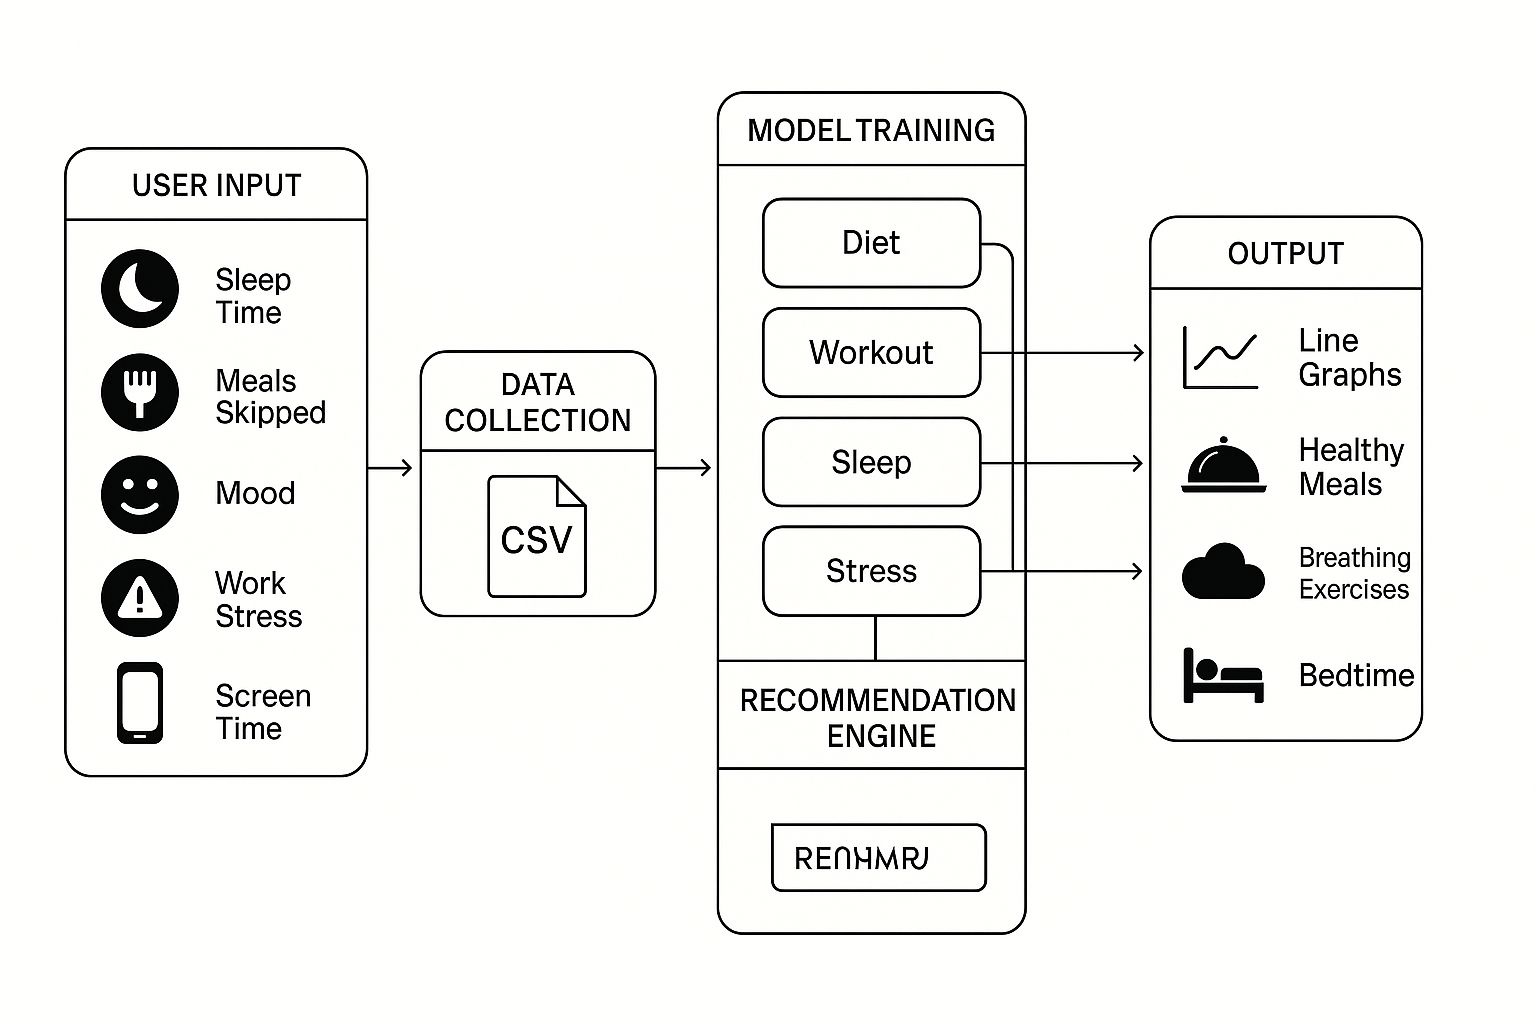 USER INPUT
Sleep
Time
Meals
Skipped
Mood
Work
Stress
Screen
Time
DATA
COLLECTION
CSV
MODEL TRAINING
Diet
Workout
Sleep
Stress
RECOMMENDATION
ENGINE
OUTPUT
Line
Graphs
Healthy
Meals
Breathing
Exercises
Bedtime